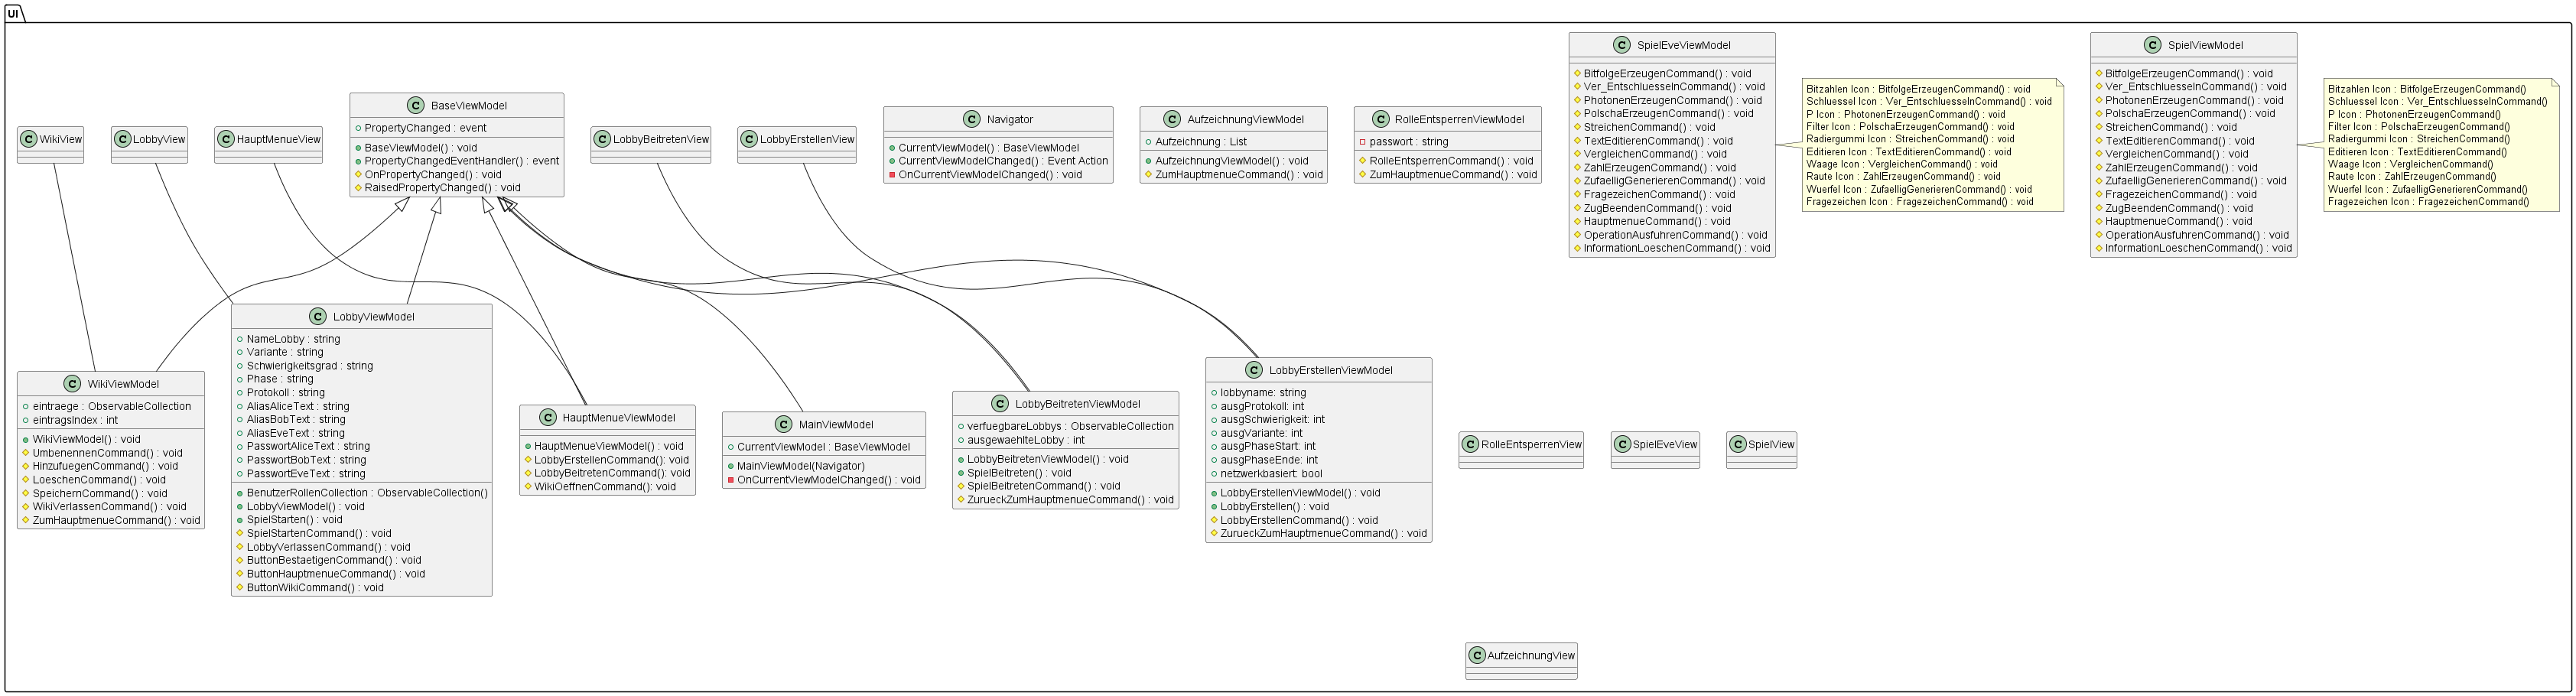 UI
SpielEveViewModel
BitfolgeErzeugenCommand() : void
Ver_EntschluesselnCommand() : void
PhotonenErzeugenCommand() : void
PolschaErzeugenCommand() : void
StreichenCommand() : void
TextEditierenCommand() : void
VergleichenCommand() : void
ZahlErzeugenCommand() : void
ZufaelligGenerierenCommand() : void
FragezeichenCommand() : void
ZugBeendenCommand() : void
HauptmenueCommand() : void
OperationAusfuhrenCommand() : void
InformationLoeschenCommand() : void
Bitzahlen Icon : BitfolgeErzeugenCommand() : void
Schluessel Icon : Ver_EntschluesselnCommand() : void
P Icon : PhotonenErzeugenCommand() : void
Filter Icon : PolschaErzeugenCommand() : void
Radiergummi Icon : StreichenCommand() : void
Editieren Icon : TextEditierenCommand() : void
Waage Icon : VergleichenCommand() : void
Raute Icon : ZahlErzeugenCommand() : void
Wuerfel Icon : ZufaelligGenerierenCommand() : void
Fragezeichen Icon : FragezeichenCommand() : void
SpielViewModel
BitfolgeErzeugenCommand() : void
Ver_EntschluesselnCommand() : void
PhotonenErzeugenCommand() : void
PolschaErzeugenCommand() : void
StreichenCommand() : void
TextEditierenCommand() : void
VergleichenCommand() : void
ZahlErzeugenCommand() : void
ZufaelligGenerierenCommand() : void
FragezeichenCommand() : void
ZugBeendenCommand() : void
HauptmenueCommand() : void
OperationAusfuhrenCommand() : void
InformationLoeschenCommand() : void
Bitzahlen Icon : BitfolgeErzeugenCommand()
Schluessel Icon : Ver_EntschluesselnCommand()
P Icon : PhotonenErzeugenCommand()
Filter Icon : PolschaErzeugenCommand()
Radiergummi Icon : StreichenCommand()
Editieren Icon : TextEditierenCommand()
Waage Icon : VergleichenCommand()
Raute Icon : ZahlErzeugenCommand()
Wuerfel Icon : ZufaelligGenerierenCommand()
Fragezeichen Icon : FragezeichenCommand()
C WikiView
C LobbyView
C HauptMenueView
C BaseViewModel
PropertyChanged : event
BaseViewModel() : void
PropertyChangedEventHandler() : event
OnPropertyChanged() : void
RaisedPropertyChanged() : void
C LobbyBeitretenView
C LobbyErstellenView
C Navigator
CurrentViewModel() : BaseViewModel
CurrentViewModelChanged() : Event Action
OnCurrentViewModelChanged() : void
C AufzeichnungViewModel
Aufzeichnung : List
AufzeichnungViewModel() : void
ZumHauptmenueCommand() : void
C RolleEntsperrenViewModel
passwort : string
RolleEntsperrenCommand() : void
ZumHauptmenueCommand() : void
C WikiViewModel
eintraege : ObservableCollection
eintragsIndex : int
WikiViewModel() : void
UmbenennenCommand() : void
HinzufuegenCommand() : void
LoeschenCommand() : void
SpeichernCommand() : void
WikiVerlassenCommand() : void
ZumHauptmenueCommand() : void
C LobbyViewModel
NameLobby : string
Variante : string
Schwierigkeitsgrad : string
Phase : string
Protokoll : string
AliasAliceText : string
AliasBobText : string
AliasEveText : string
PasswortAliceText : string
PasswortBobText : string
PasswortEveText : string
BenutzerRollenCollection : ObservableCollection()
LobbyViewModel() : void
SpielStarten() : void
SpielStartenCommand() : void
LobbyVerlassenCommand() : void
ButtonBestaetigenCommand() : void
ButtonHauptmenueCommand() : void
ButtonWikiCommand() : void
C HauptMenueViewModel
HauptMenueViewModel() : void
LobbyErstellenCommand(): void
LobbyBeitretenCommand(): void
WikiOeffnenCommand(): void
C MainViewModel
CurrentViewModel : BaseViewModel
MainViewModel(Navigator)
OnCurrentViewModelChanged() : void
C LobbyBeitretenViewModel
verfuegbareLobbys : ObservableCollection
ausgewaehlteLobby : int
LobbyBeitretenViewModel() : void
SpielBeitreten() : void
SpielBeitretenCommand() : void
ZurueckZumHauptmenueCommand() : void
C LobbyErstellenViewModel
lobbyname: string
ausgProtokoll: int
ausgSchwierigkeit: int
ausgVariante: int
ausgPhaseStart: int
ausgPhaseEnde: int
netzwerkbasiert: bool
LobbyErstellenViewModel() : void
LobbyErstellen() : void
LobbyErstellenCommand() : void
ZurueckZumHauptmenueCommand() : void
C RolleEntsperrenView
C SpielEveView
C SpielView
C AufzeichnungView